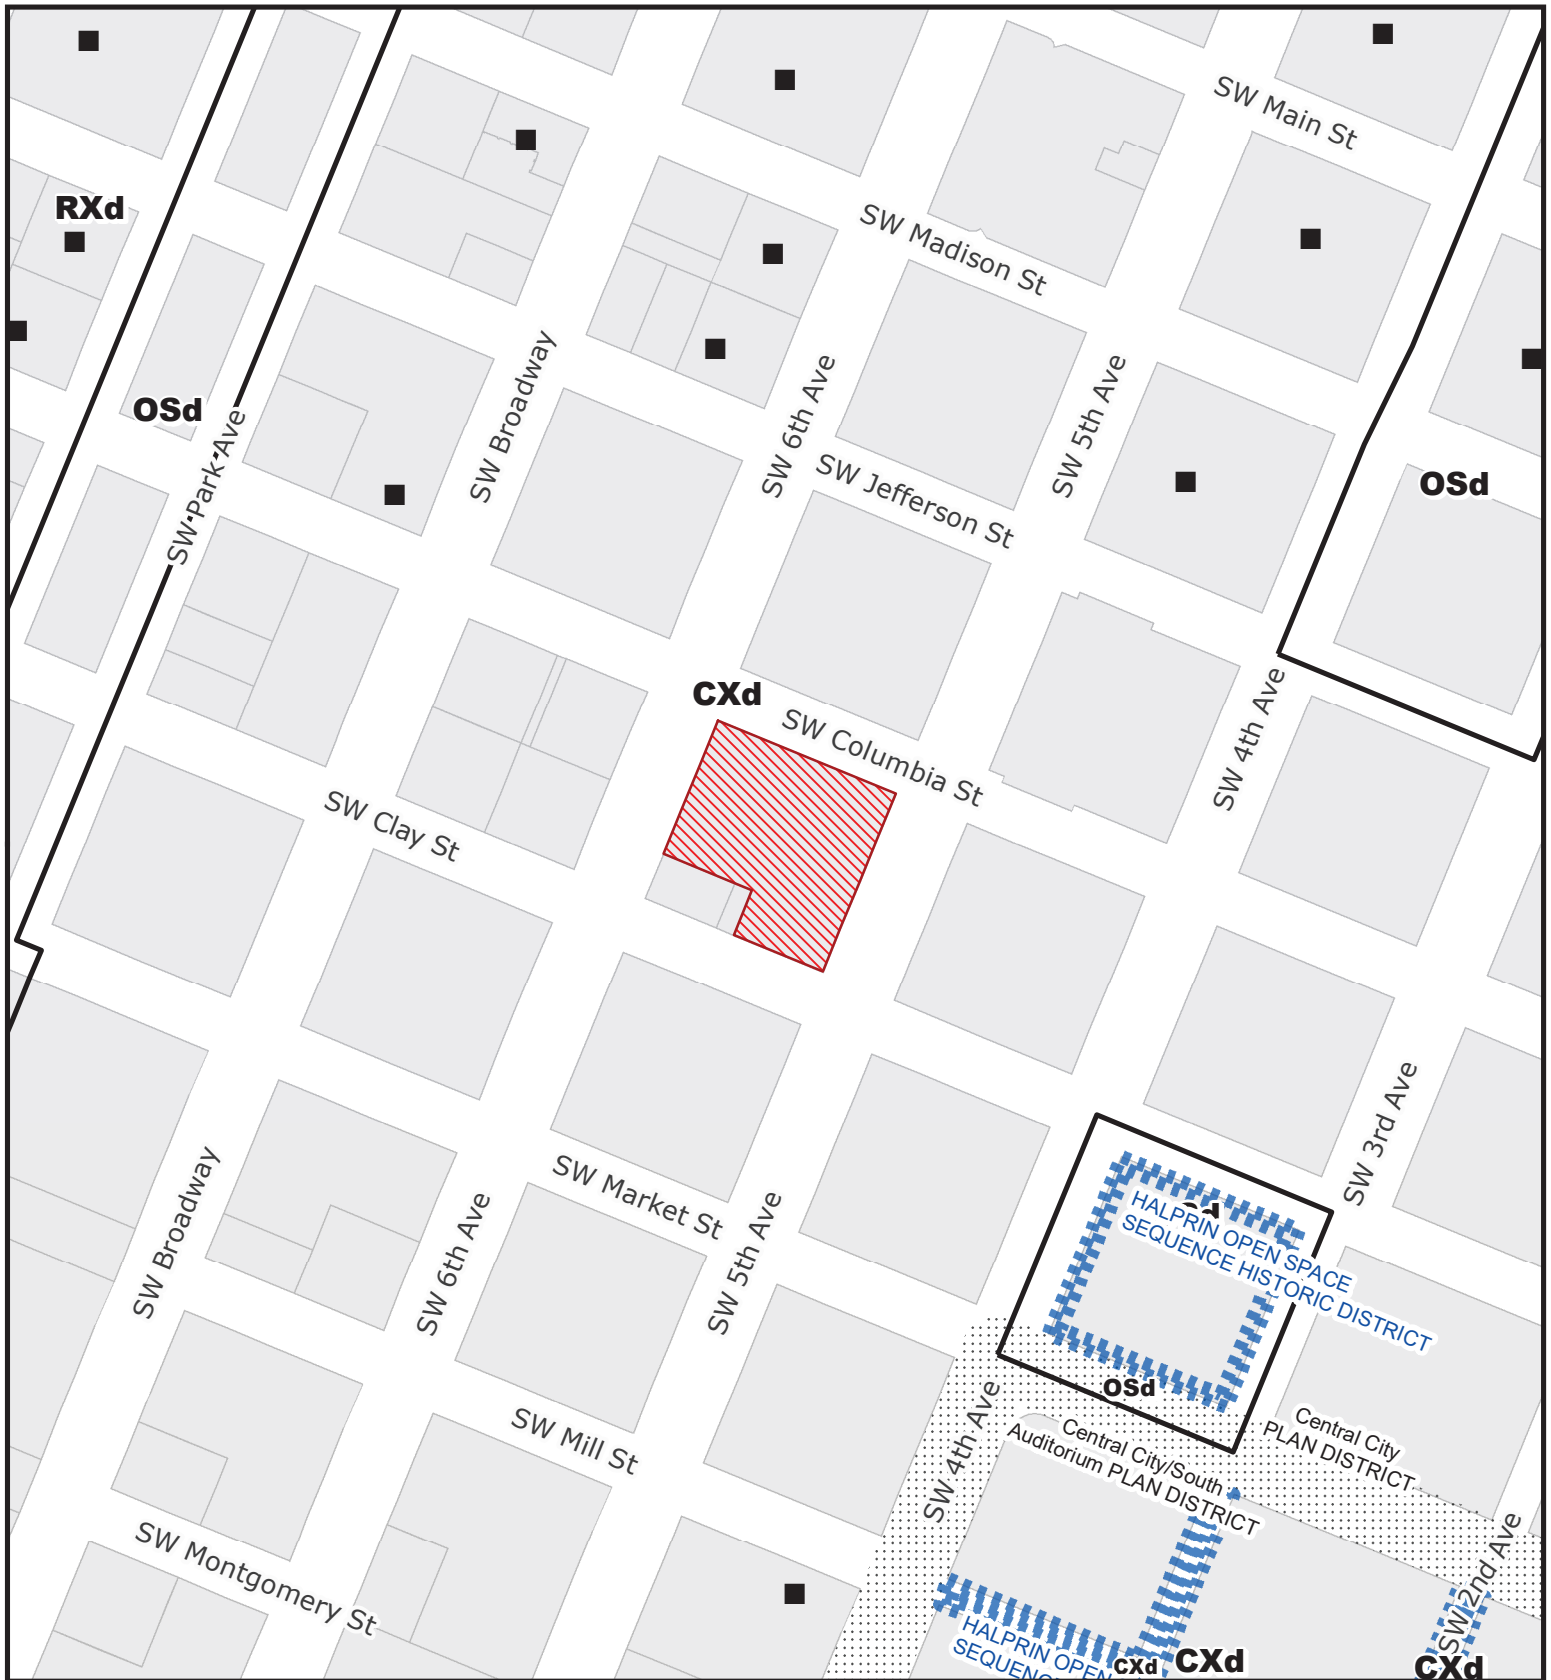 SW Main St
RXd
SW Madison St
OSd
SW Park Ave
SW Broadway
SW 6th Ave
SW 5th Ave
SW Jefferson St
OSd
CXd
SW Columbia St
SW 4th Ave
SW Clay St
SW 3rd Ave
SW Broadway
SW Market St
SW 6th Ave
SW 5th Ave
HALPRIN OPEN SPACE
SEQUENCE HISTORIC DISTRICT
OSd
SW Mill St
SW 4th Ave
Central City/South
Auditorium PLAN DISTRICT
Central City
PLAN DISTRICT
SW Montgomery St
SW 2nd Ave
HALPRIN OPEN
CXd
CXd
CXd